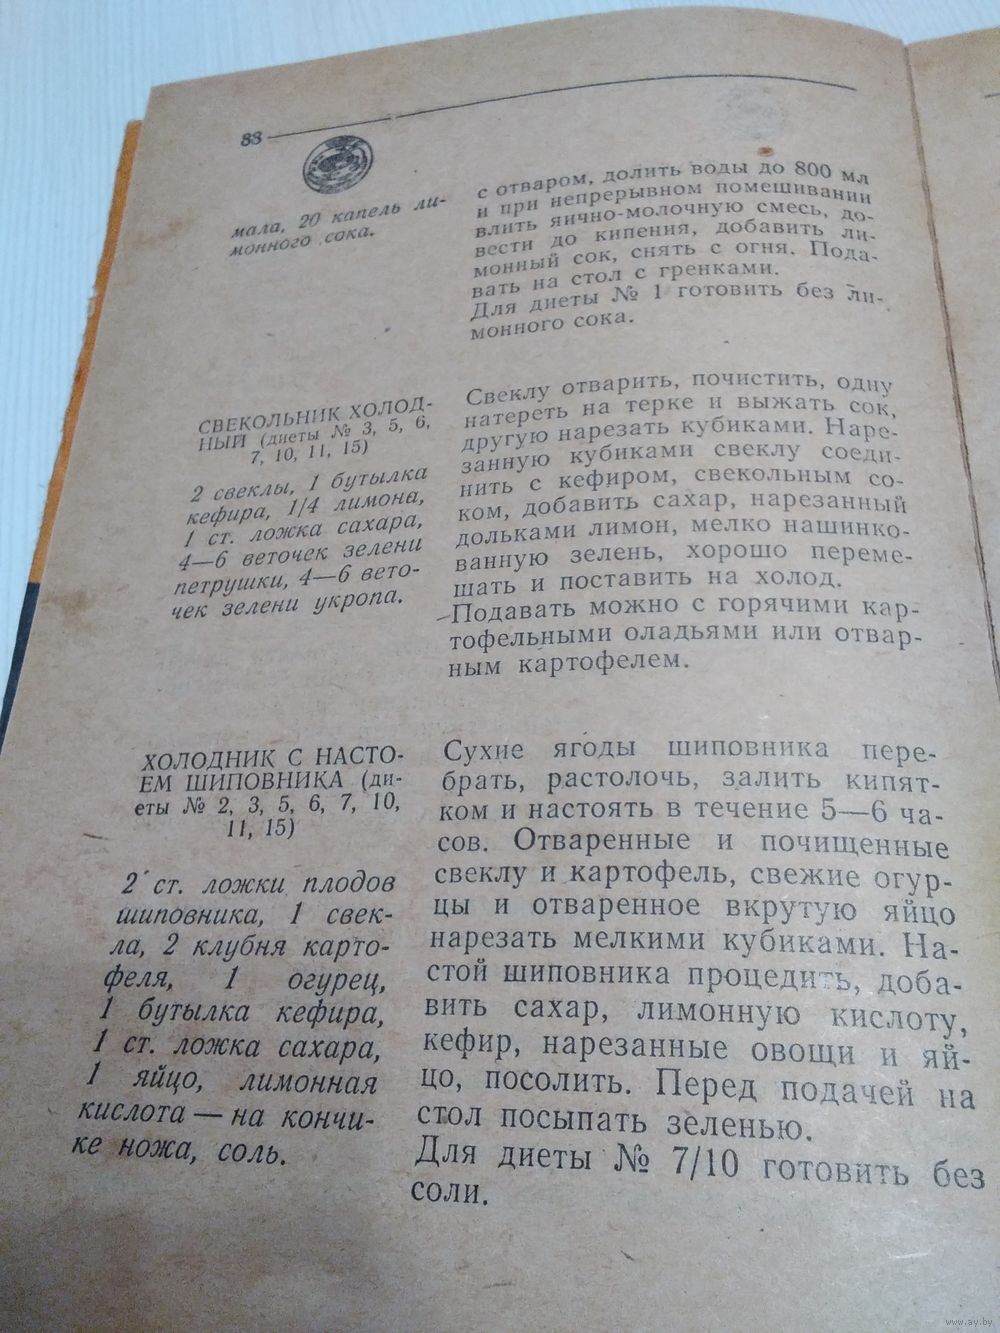 88
мала, 20 капель ли-
монного сока.
с отваром, долить воды до 800 мл
и при непрерывном помешивании
влить яично-молочную смесь, до-
вести до кипения, добавить ли-
монный сок, снять с огня. Пода-
вать на стол с гренками.
Для диеты № 1 готовить без ли-
монного сока.
СВЕКОЛЬНИК ХОЛОД-
НЫЙ (диеты № 3, 5, 6,
7, 10, 11, 15)
2 свеклы, 1 бутылка
кефира, 1/4 лимона,
1 ст. ложка сахара,
4—6 веточек зелени
петрушки, 4—6 вето-
чек зелени укропа.
Свеклу отварить, почистить, одну
натереть на терке и выжать сок,
другую нарезать кубиками. Наре-
занную кубиками свеклу соеди-
нить с кефиром, свекольным со-
ком, добавить сахар, нарезанный
дольками лимон, мелко нашинко-
ванную зелень, хорошо переме-
шать и поставить на холод.
Подавать можно с горячими кар-
тофельными оладьями или отвар-
ным картофелем.
ХОЛОДНИК С НАСТО-
ЕМ ШИПОВНИКА (ди-
еты № 2, 3, 5, 6, 7, 10,
11, 15)
2 ст. ложки плодов
шиповника, 1 свек-
ла, 2 клубня карто-
феля, 1 огурец,
1 бутылка кефира,
1 ст. ложка сахара,
1 яйцо, лимонная
кислота — на кончи-
ке ножа, соль.
Сухие ягоды шиповника пере-
брать, растолочь, залить кипят-
ком и настоять в течение 5—6 ча-
сов. Отваренные и почищенные
свеклу и картофель, свежие огур-
цы и отваренное вкрутую яйцо
нарезать мелкими кубиками. На-
стой шиповника процедить, доба-
вить сахар, лимонную кислоту,
кефир, нарезанные овощи и яй-
цо, посолить. Перед подачей на
стол посыпать зеленью.
Для диеты № 7/10 готовить без
соли.
www.ay.by